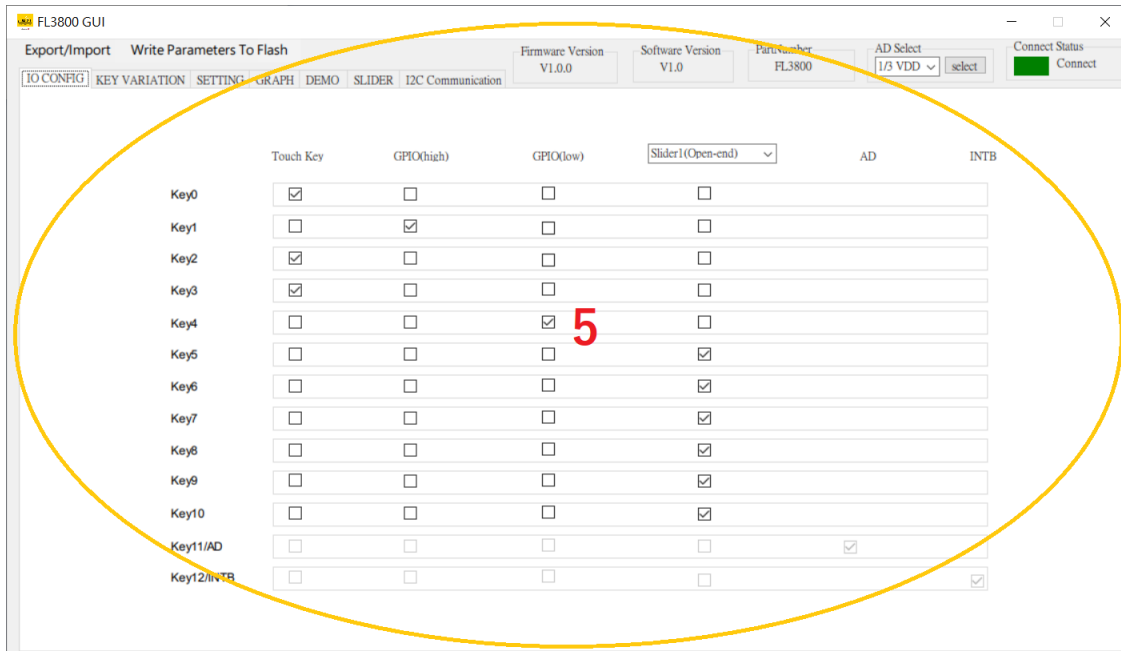 FL3800 GUI
Export/Import Write Parameters To Flash
Firmware Version
V1.0.0
Software Version
V1.0
PartNumber
FL3800
AD Select
1/3 VDD select
Connect Status
Connect
IO CONFIG KEY VARIATION SETTING GRAPH DEMO SLIDER I2C Communication
Touch Key GPIO(high) GPIO(low) Slider1(Open-end) AD INTB
Key0
Key1
Key2
Key3
Key4
5
Key5
Key6
Key7
Key8
Key9
Key10
Key11/AD
Key12/INTB